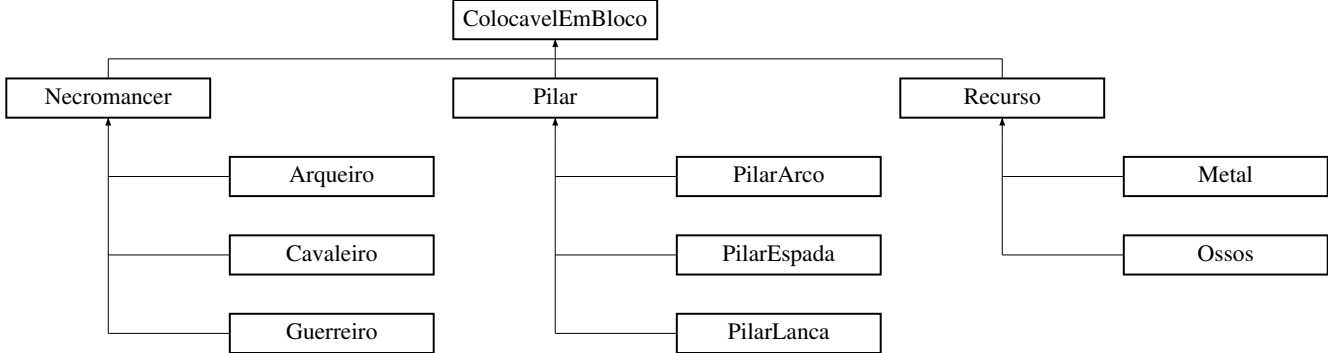 ColocavelEmBloco
Necromancer
Pilar
Recurso
Arqueiro
PilarArco
Metal
Cavaleiro
PilarEspada
Ossos
Guerreiro
PilarLanca